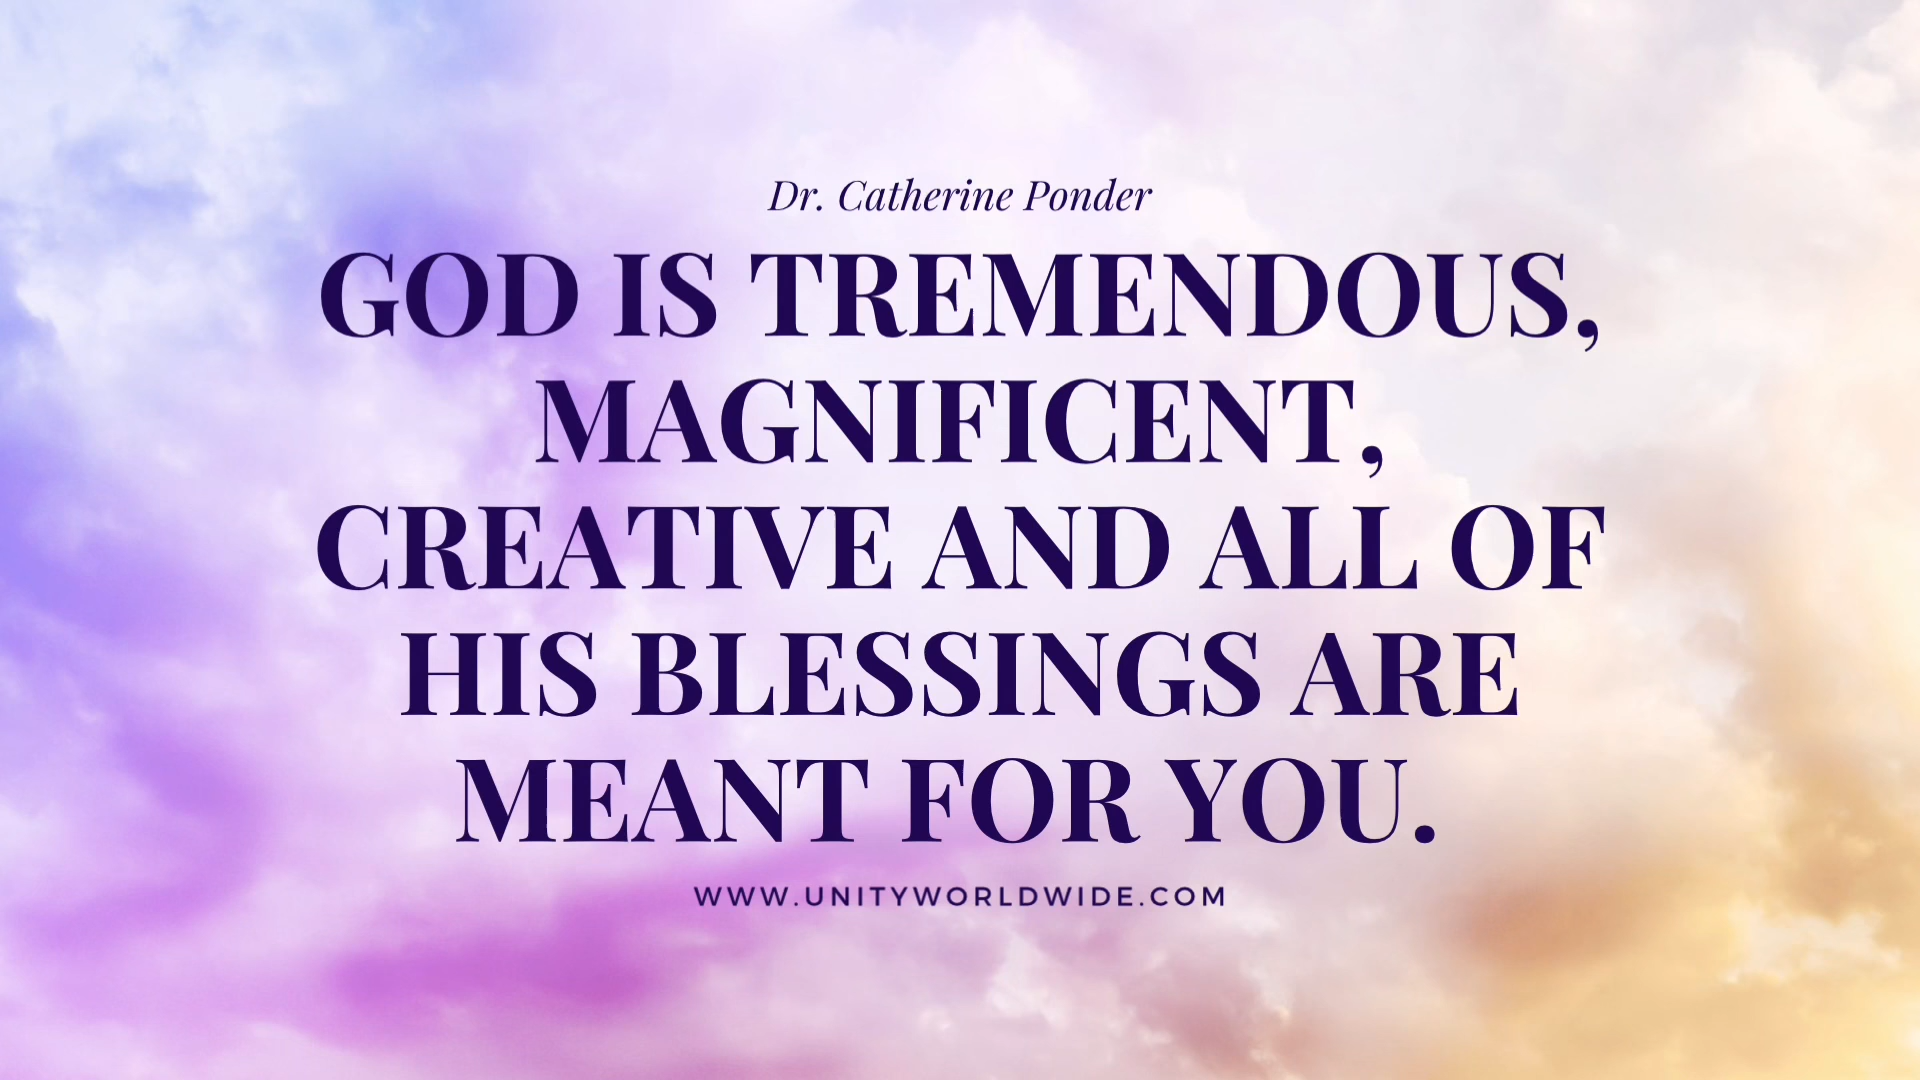 Dr. Catherine Ponder
GOD IS TREMENDOUS,
MAGNIFICENT,
CREATIVE AND ALL OF
HIS BLESSINGS ARE
MEANT FOR YOU.
WWW.UNITYWORLDWIDE.COM